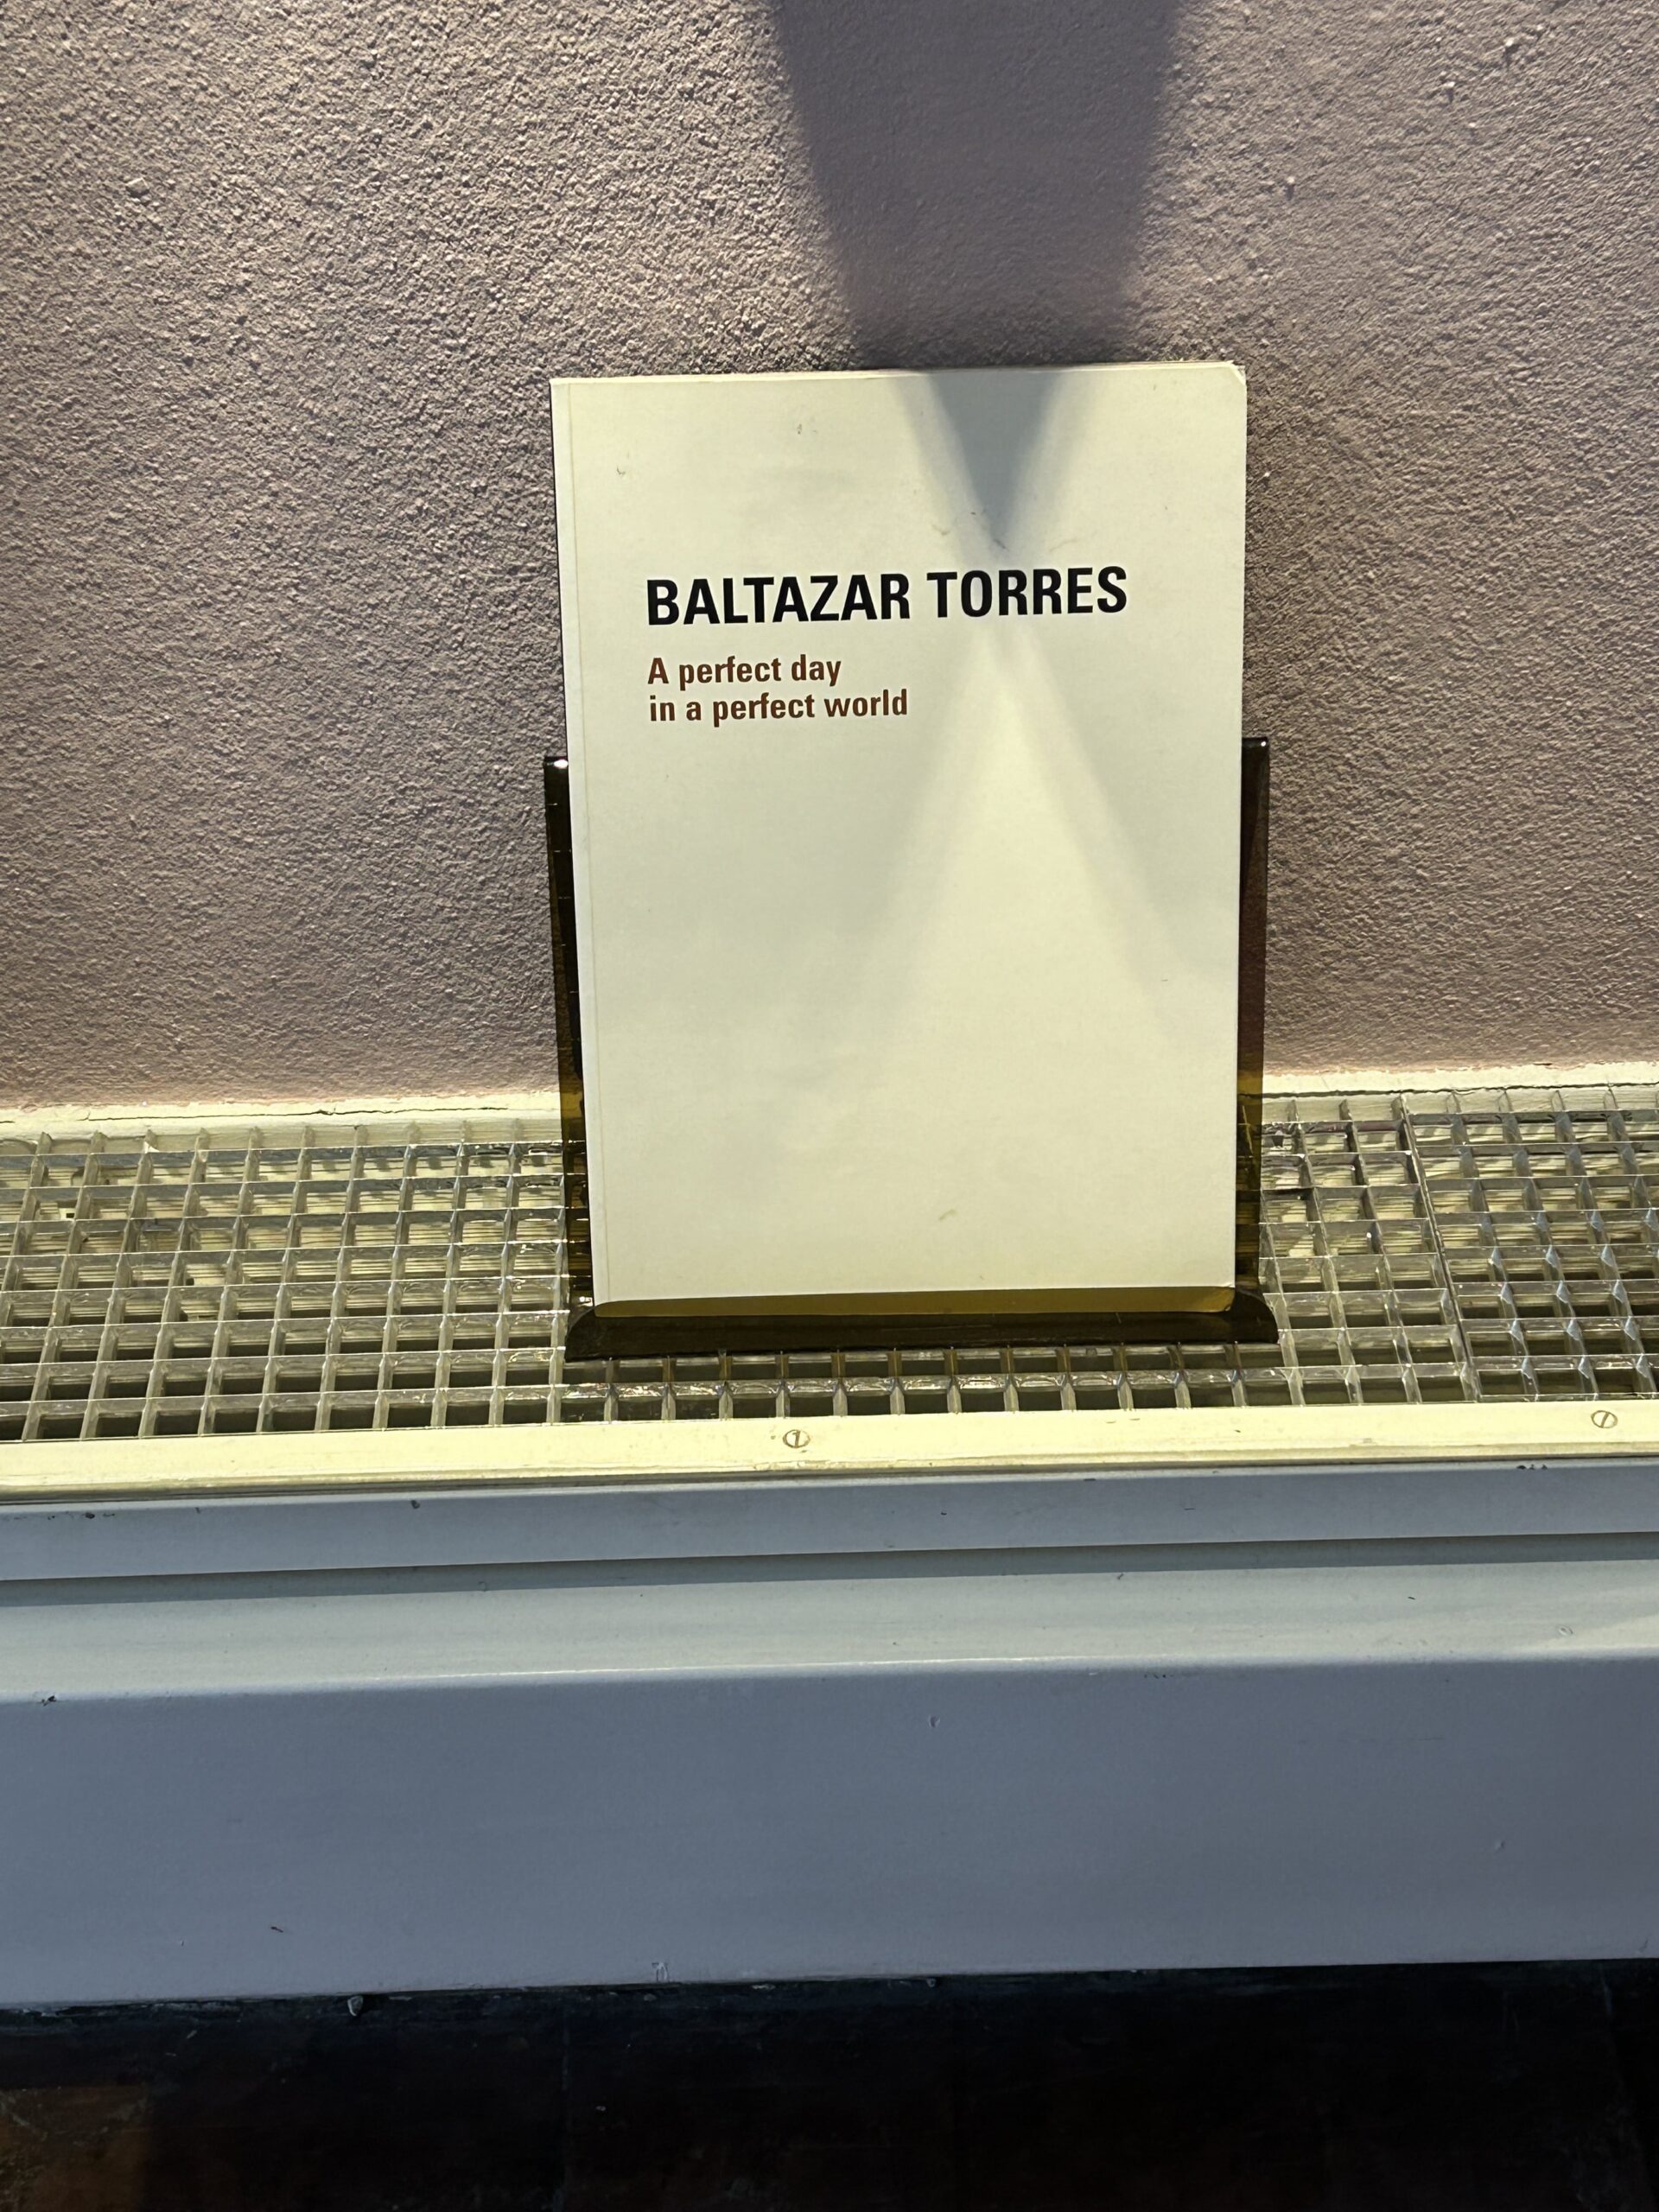 BALTAZAR TORRES
A perfect day
in a perfect world